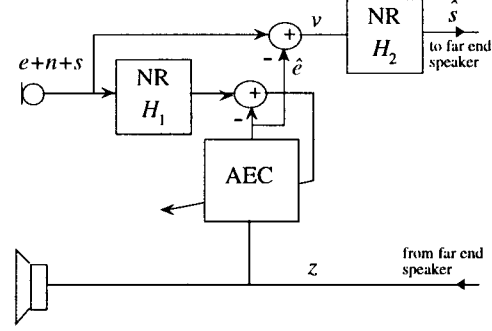 v
NR
H₂
ŝ
to far end
speaker
+
-
ê
e+n+s
NR
H₁
+
-
AEC
z
from far end
speaker